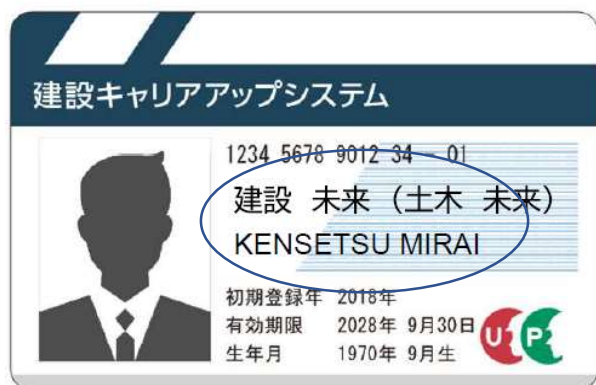 建設キャリアアップシステム
1234 5678 9012 34 - 01
建設 未来（土木 未来）
KENSETSU MIRAI
初期登録年 2018年
有効期限 2028年 9月30日
生年月 1970年 9月生
UP